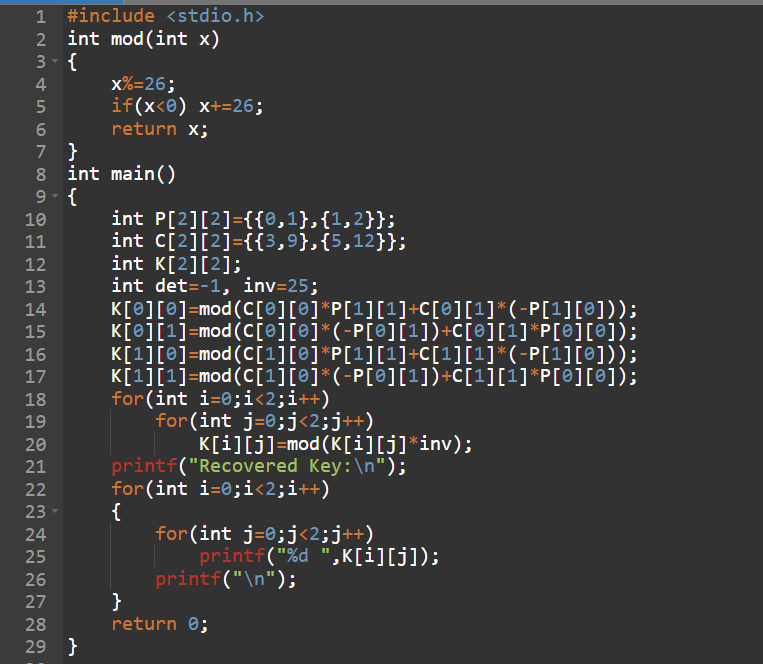 1 #include <stdio.h>
2 int mod(int x)
3 {
4 x%=26;
5 if(x<0) x+=26;
6 return x;
7 }
8 int main()
9 {
10 int P[2][2]={{0,1},{1,2}};
11 int C[2][2]={{3,9},{5,12}};
12 int K[2][2];
13 int det=-1, inv=25;
14 K[0][0]=mod(C[0][0]*P[1][1]+C[0][1]*(-P[1][0]));
15 K[0][1]=mod(C[0][0]*(-P[0][1])+C[0][1]*P[0][0]);
16 K[1][0]=mod(C[1][0]*P[1][1]+C[1][1]*(-P[1][0]));
17 K[1][1]=mod(C[1][0]*(-P[0][1])+C[1][1]*P[0][0]);
18 for(int i=0;i<2;i++)
19 for(int j=0;j<2;j++)
20 K[i][j]=mod(K[i][j]*inv);
21 printf("Recovered Key:\n");
22 for(int i=0;i<2;i++)
23 {
24 for(int j=0;j<2;j++)
25 printf("%d ",K[i][j]);
26 printf("\n");
27 }
28 return 0;
29 }